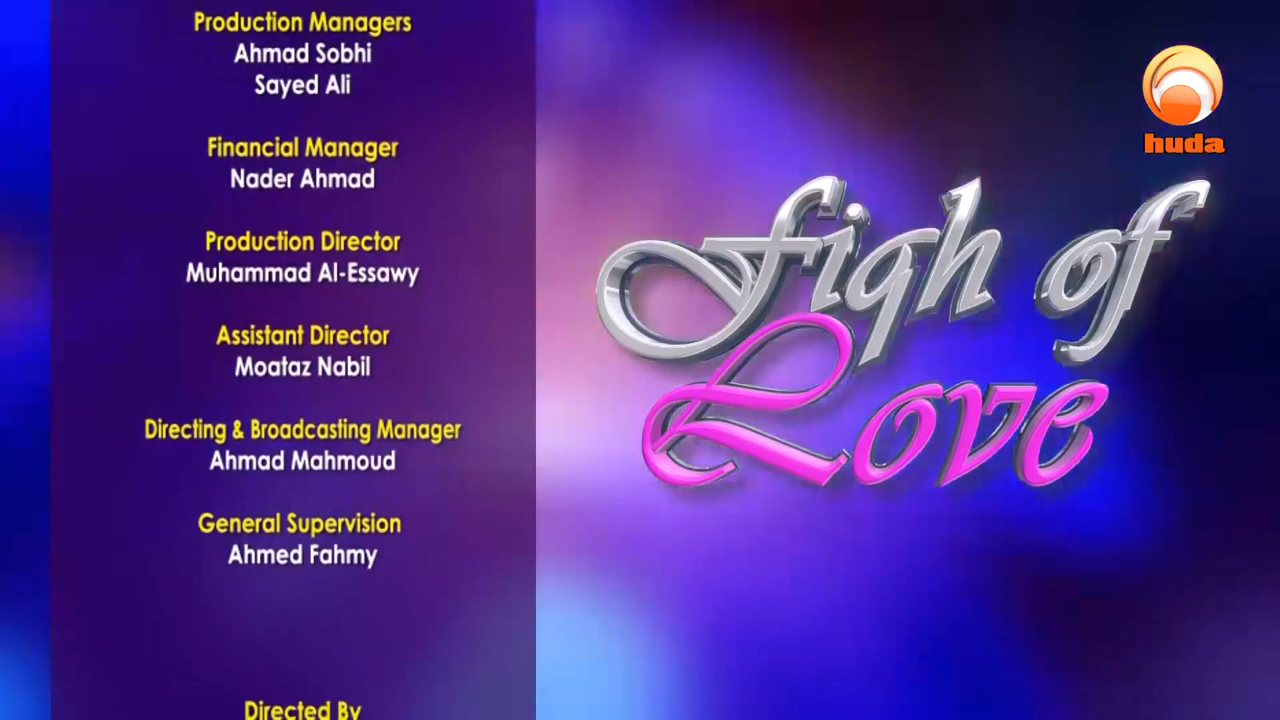 Production Managers
Ahmad Sobhi
Sayed Ali
Financial Manager
Nader Ahmad
Production Director
Muhammad Al-Essawy
Assistant Director
Moataz Nabil
Directing & Broadcasting Manager
Ahmad Mahmoud
General Supervision
Ahmed Fahmy
Directed By
huda
Fiqh of
Love